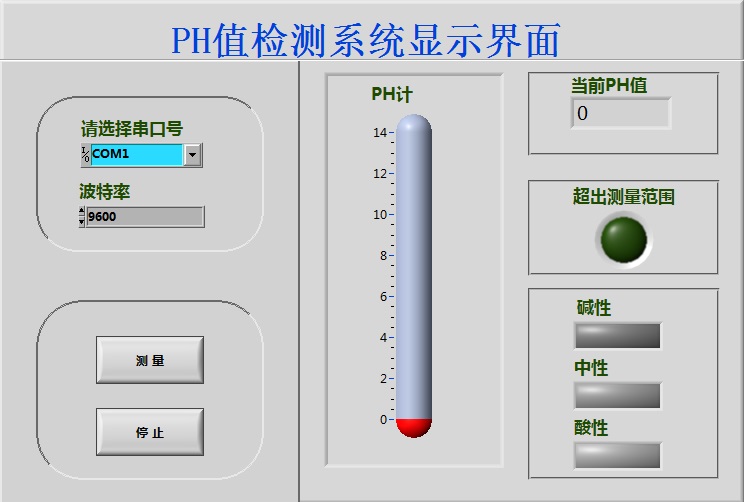 PH值检测系统显示界面
请选择串口号
COM1
波特率
9600
测量
停止
PH计
14
12
10
8
6
4
2
0
当前PH值
0
超出测量范围
碱性
中性
酸性